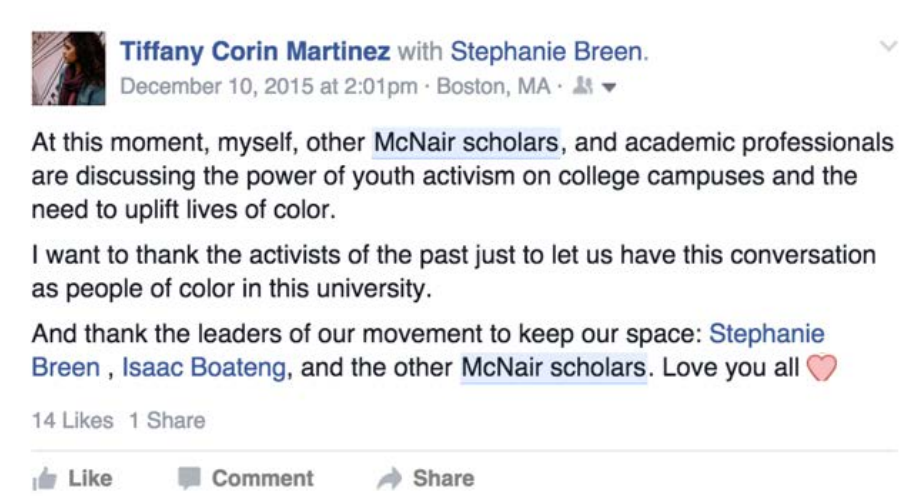 Tiffany Corin Martinez with Stephanie Breen.
December 10, 2015 at 2:01pm · Boston, MA ·
At this moment, myself, other McNair scholars, and academic professionals
are discussing the power of youth activism on college campuses and the
need to uplift lives of color.
I want to thank the activists of the past just to let us have this conversation
as people of color in this university.
And thank the leaders of our movement to keep our space: Stephanie
Breen , Isaac Boateng, and the other McNair scholars. Love you all
14 Likes 1 Share
Like Comment Share